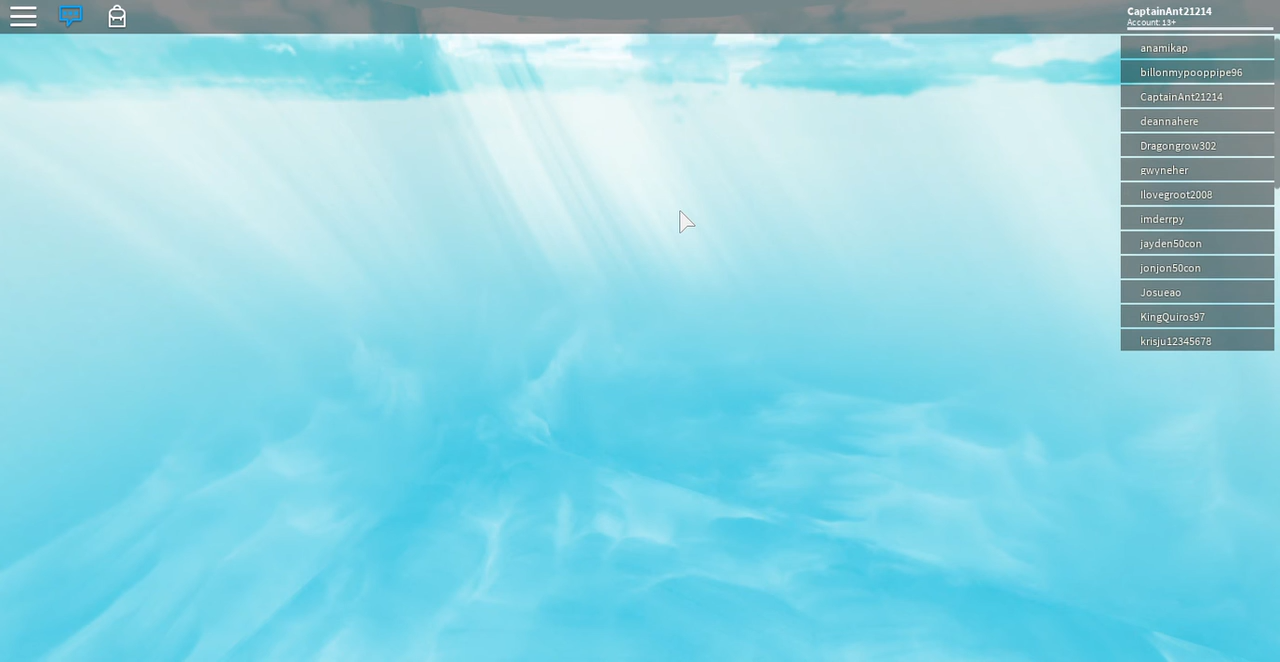 CaptainAnt21214
Account: 13+
anamikap
billonmypooppipe96
CaptainAnt21214
deannahere
Dragongrow302
gwyneher
Ilovegroot2008
imderrpy
jayden50con
jonjon50con
Josueao
KingQuiros97
krisju12345678